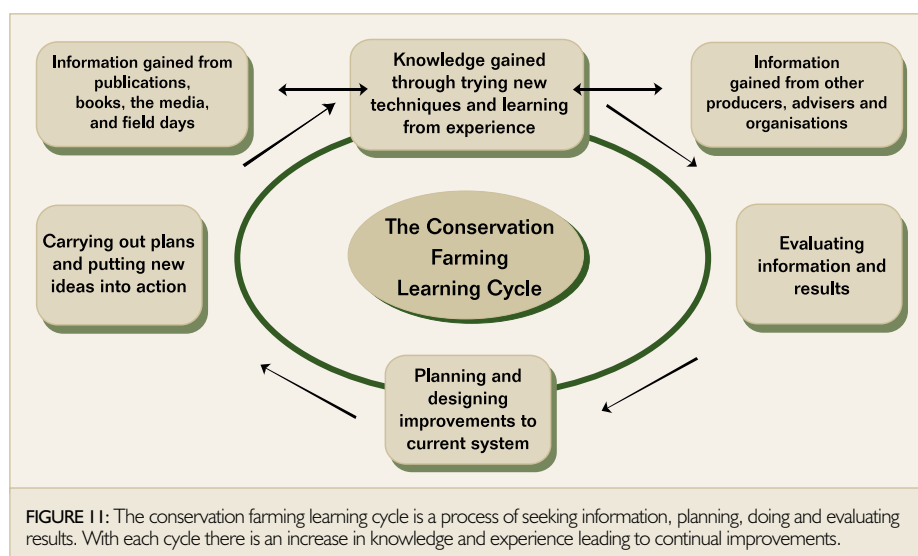 Information gained from
publications,
books, the media,
and field days
Knowledge gained
through trying new
techniques and learning
from experience
Information
gained from other
producers, advisers and
organisations
Carrying out plans
and putting new
ideas into action
The Conservation
Farming
Learning Cycle
Evaluating
information and
results
Planning and
designing
improvements to
current system
FIGURE 11: The conservation farming learning cycle is a process of seeking information, planning, doing and evaluating
results. With each cycle there is an increase in knowledge and experience leading to continual improvements.